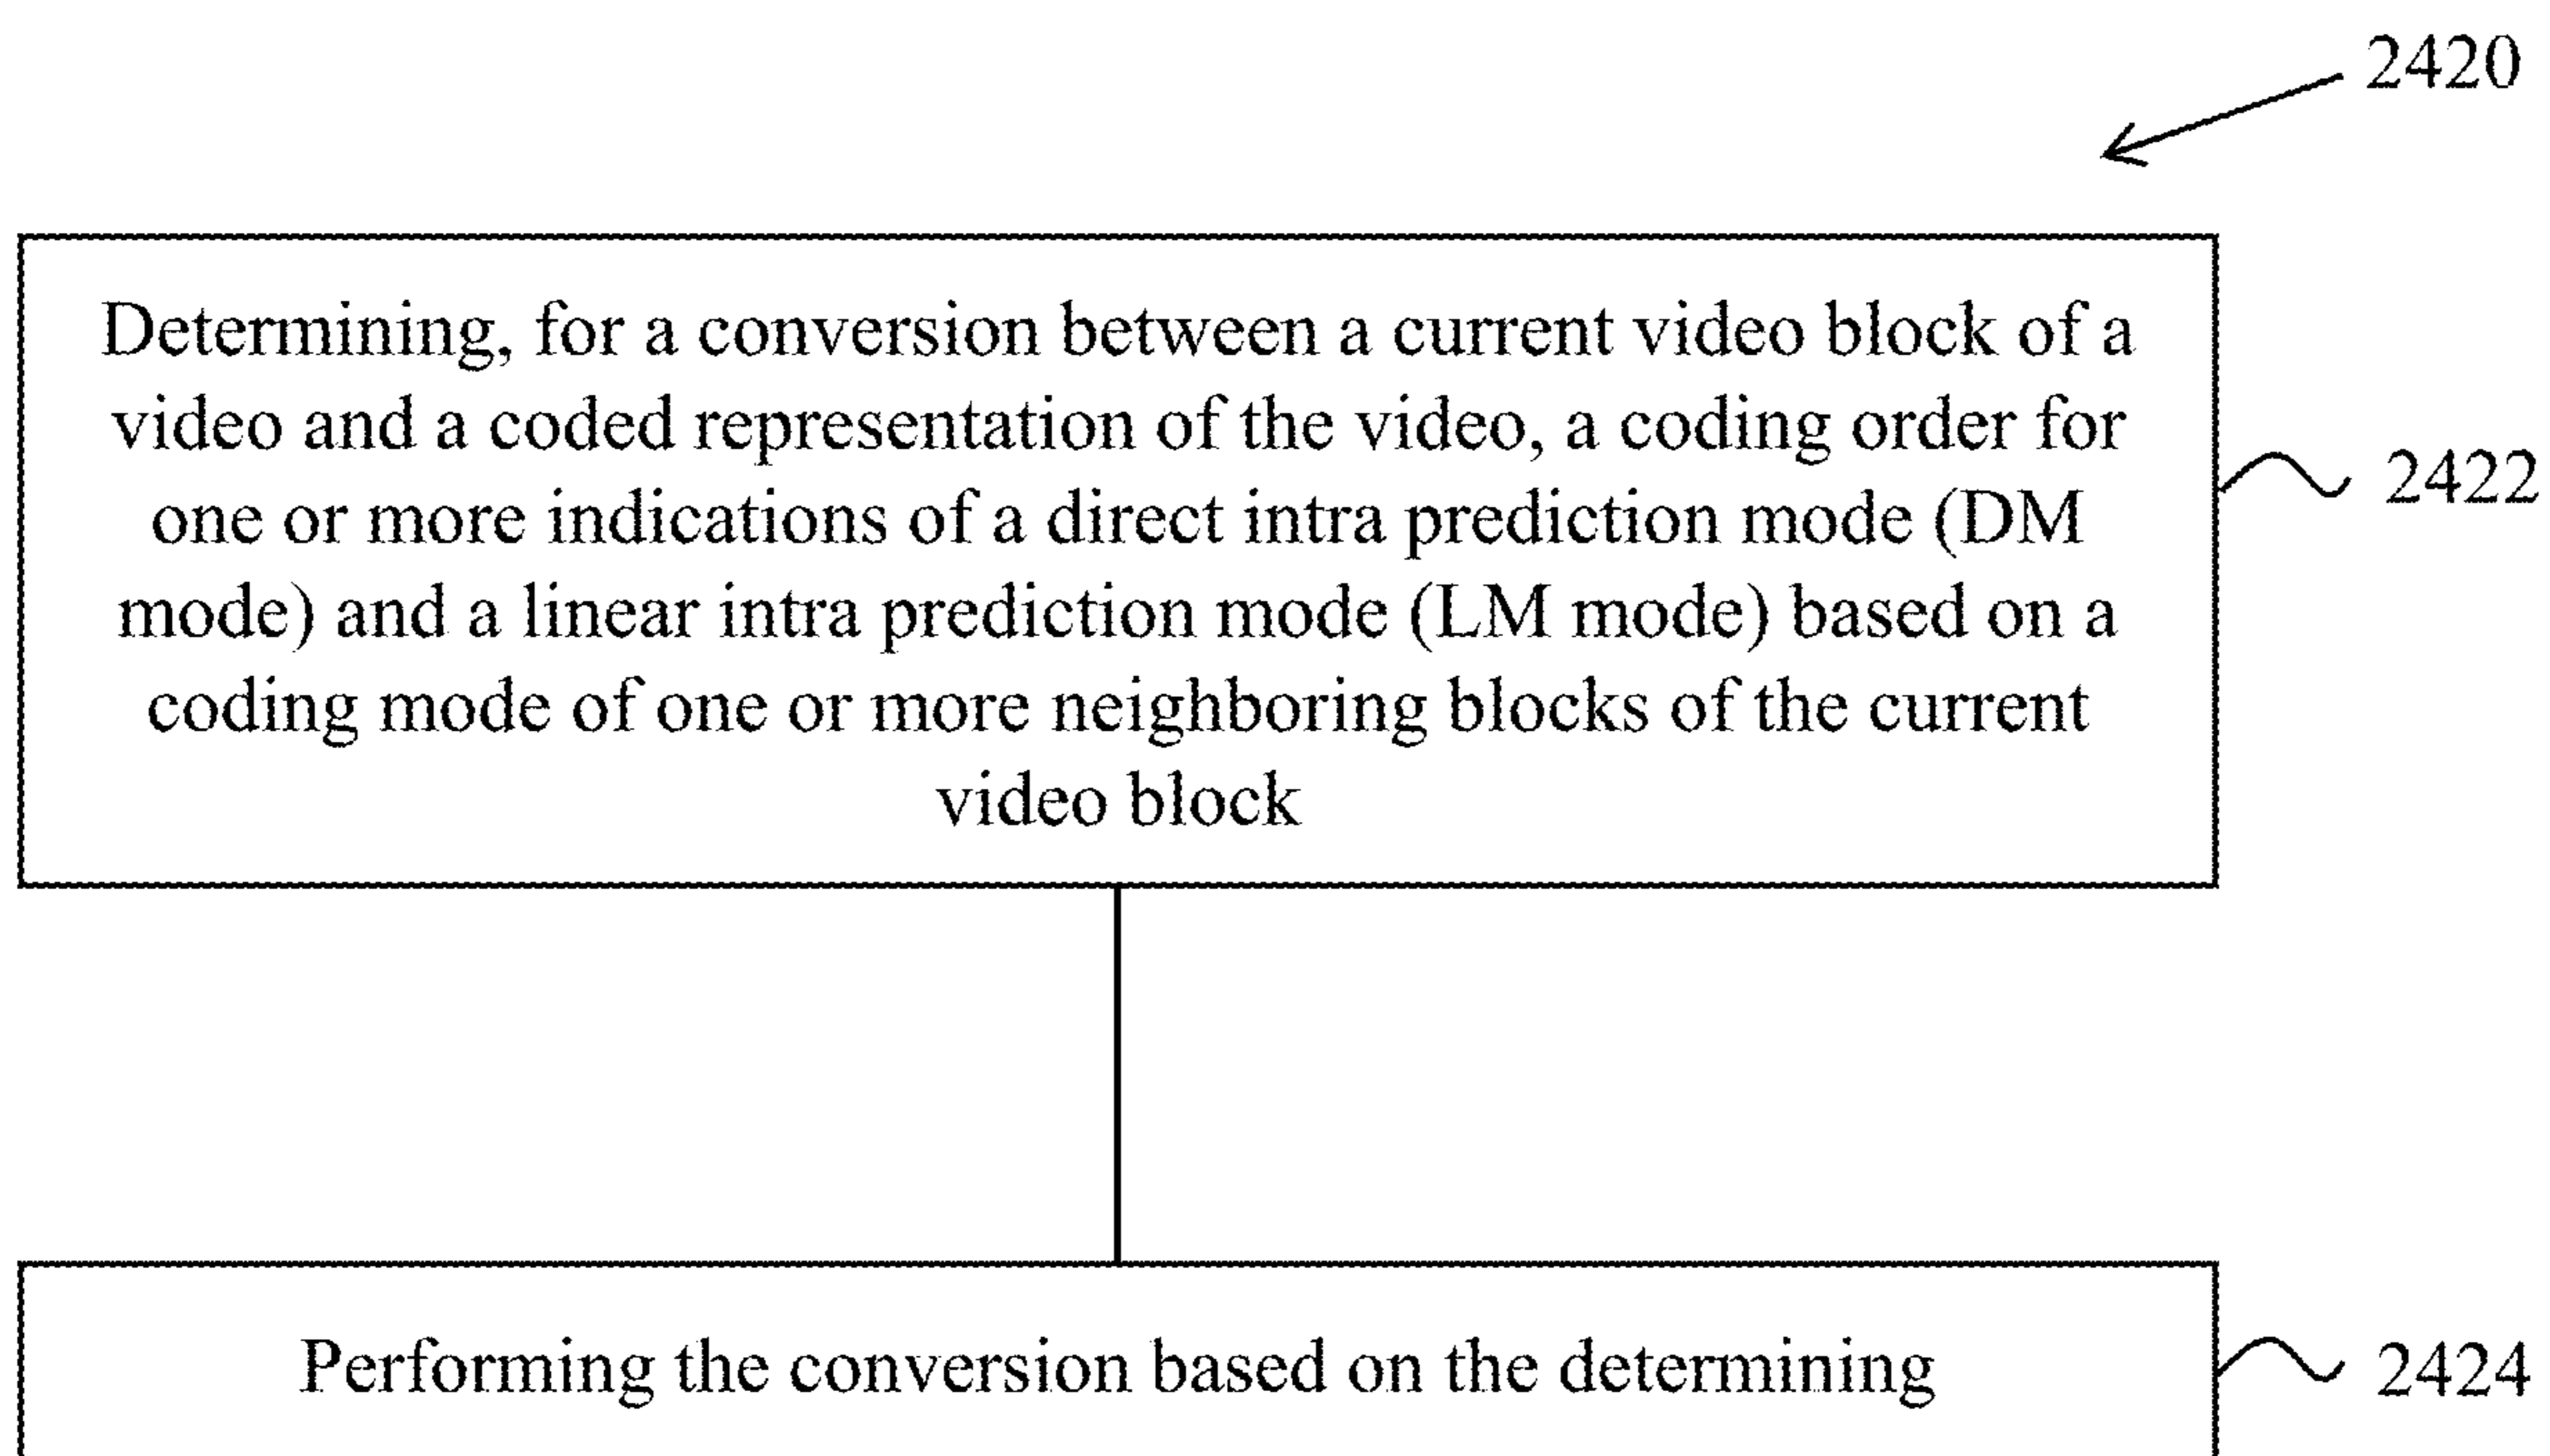 2420
Determining, for a conversion between a current video block of a
video and a coded representation of the video, a coding order for
one or more indications of a direct intra prediction mode (DM
mode) and a linear intra prediction mode (LM mode) based on a
coding mode of one or more neighboring blocks of the current
video block
2422
Performing the conversion based on the determining
2424